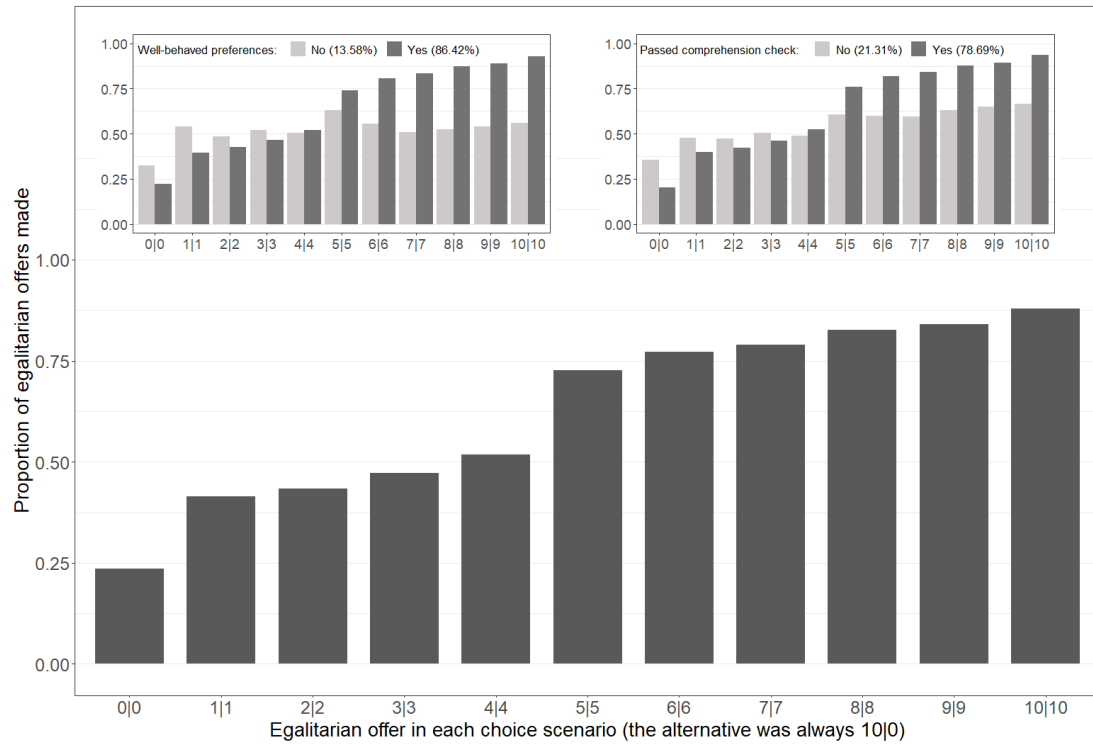 Well-behaved preferences: No (13.58%) Yes (86.42%)
1.00
0.75
0.50
0.25
0.00
0|0 1|1 2|2 3|3 4|4 5|5 6|6 7|7 8|8 9|9 10|10
Passed comprehension check: No (21.31%) Yes (78.69%)
1.00
0.75
0.50
0.25
0.00
0|0 1|1 2|2 3|3 4|4 5|5 6|6 7|7 8|8 9|9 10|10
Proportion of egalitarian offers made
1.00
0.75
0.50
0.25
0.00
0|0 1|1 2|2 3|3 4|4 5|5 6|6 7|7 8|8 9|9 10|10
Egalitarian offer in each choice scenario (the alternative was always 10|0)